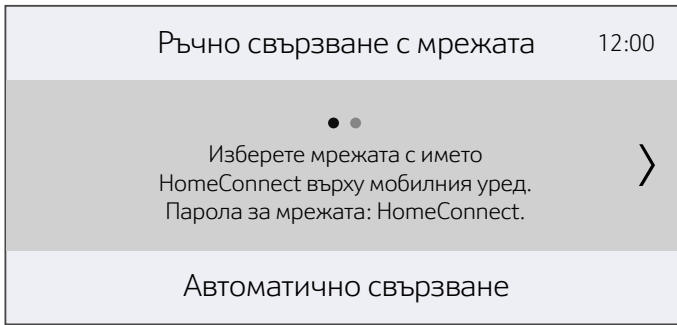 Ръчно свързване с мрежата 12:00
Изберете мрежата с името
HomeConnect върху мобилния уред.
Парола за мрежата: HomeConnect.
Автоматично свързване